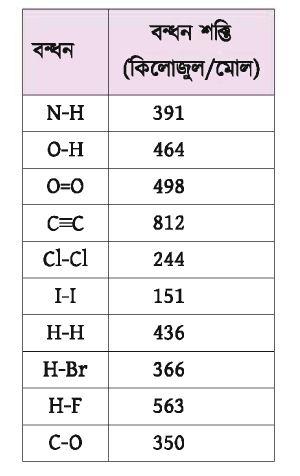 বন্ধন বন্ধন শক্তি (কিলোজুল/মোল)
N-H 391
O-H 464
O=O 498
C≡C 812
Cl-Cl 244
I-I 151
H-H 436
H-Br 366
H-F 563
C-O 350